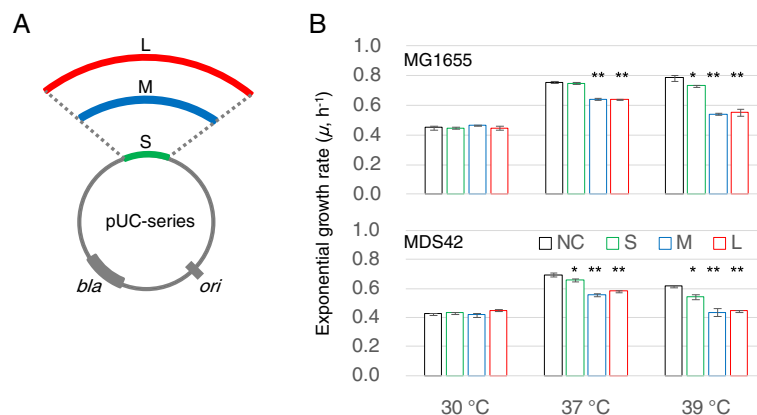 A
L
M
S
pUC-series
bla
ori
B
Exponential growth rate (μ, h⁻¹)
MG1655
1.0
0.8
0.6
0.4
0.2
0.0
** **
* ** **
MDS42
NC S M L
1.0
0.8
0.6
0.4
0.2
0.0
* ** **
* ** **
30 °C 37 °C 39 °C